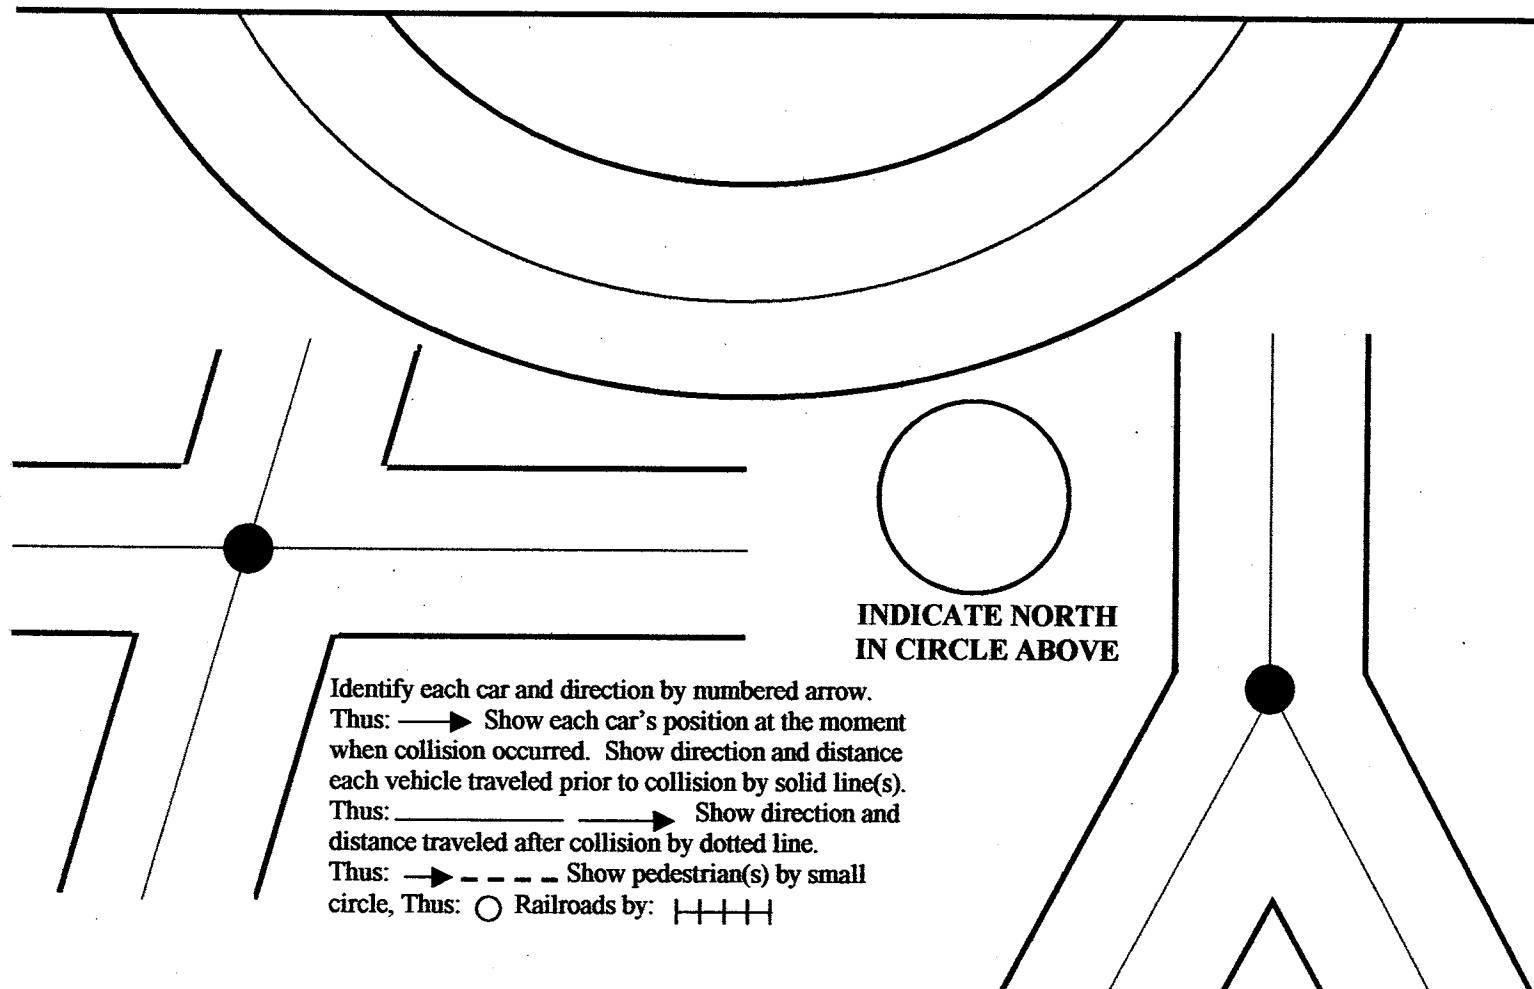 INDICATE NORTH
IN CIRCLE ABOVE
Identify each car and direction by numbered arrow.
Thus: Show each car's position at the moment
when collision occurred. Show direction and distance
each vehicle traveled prior to collision by solid line(s).
Thus: Show direction and
distance traveled after collision by dotted line.
Thus: Show pedestrian(s) by small
circle, Thus: Railroads by: